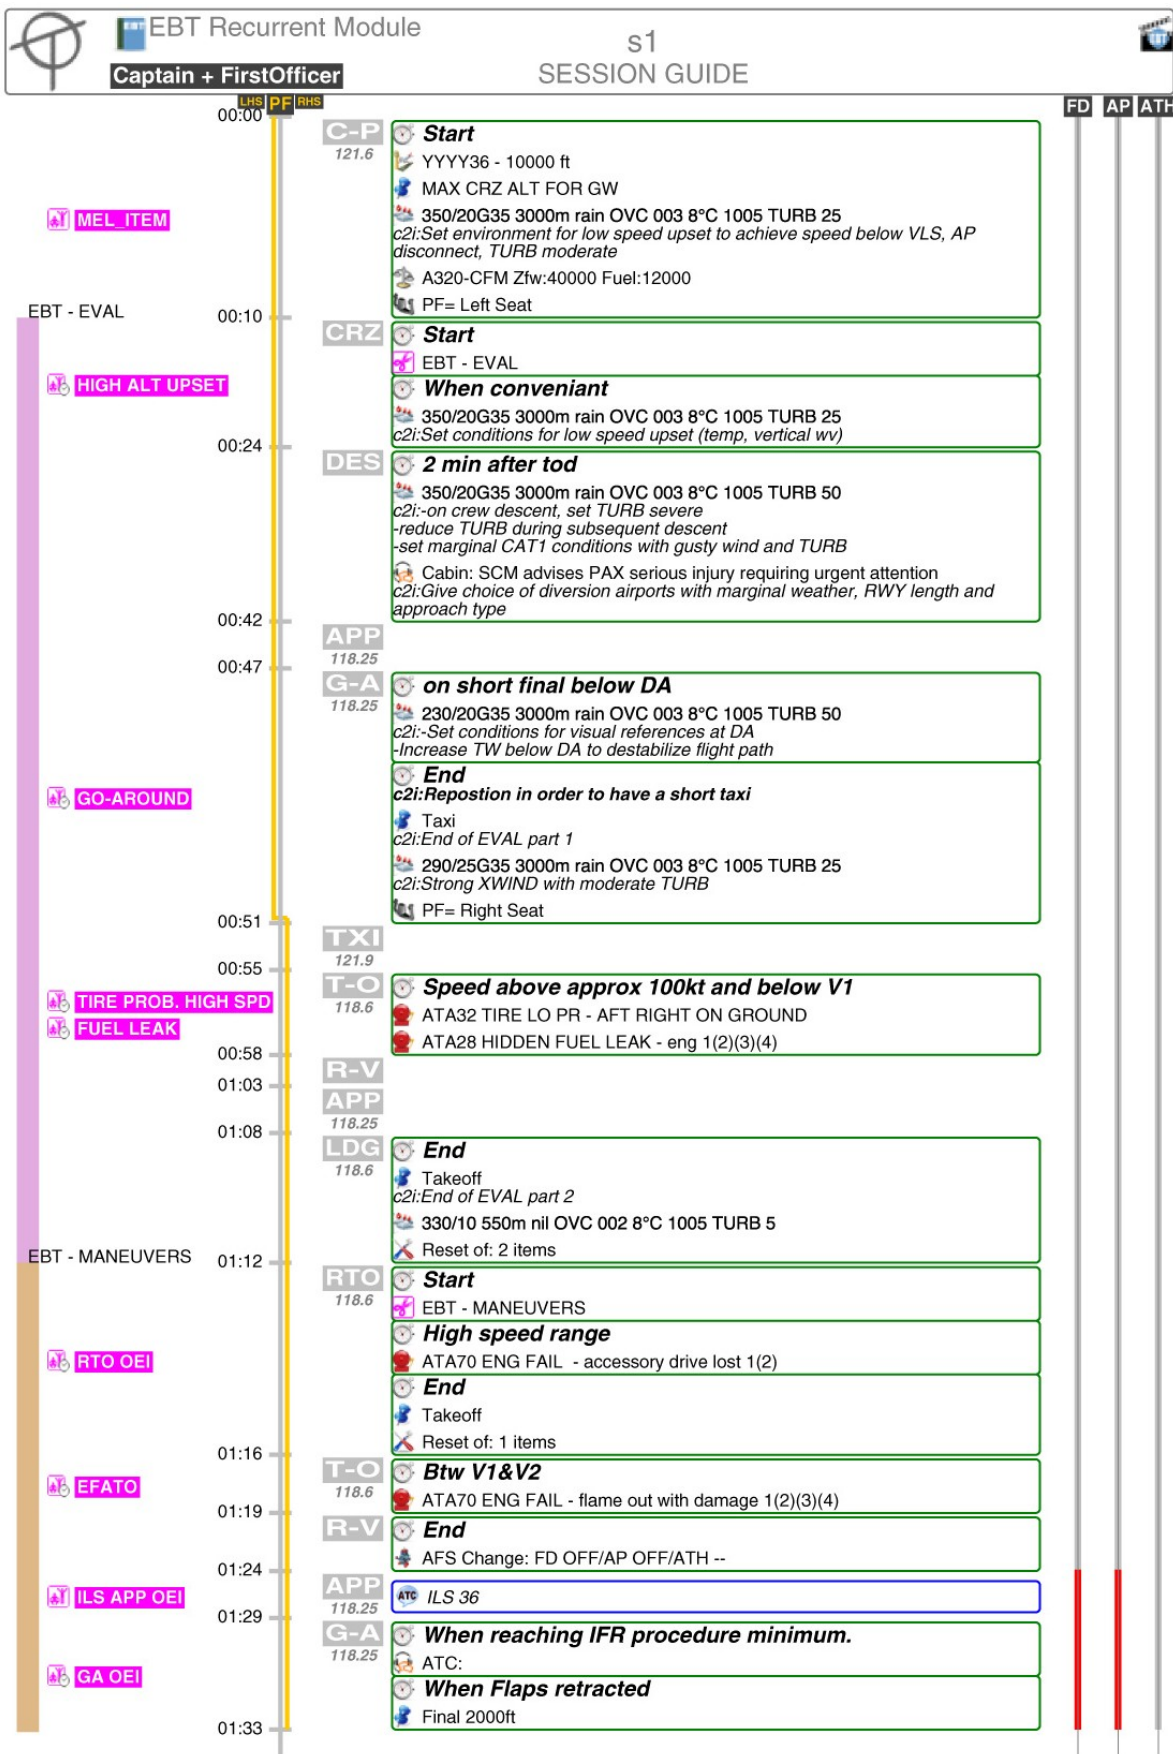 EBT Recurrent Module
Captain + FirstOfficer
s1
SESSION GUIDE
EBT
LHS PF RHS
FD AP ATH
00:00
C-P
121.6
Start
YYYY36 - 10000 ft
MAX CRZ ALT FOR GW
MEL_ITEM
350/20G35 3000m rain OVC 003 8°C 1005 TURB 25
c2i:Set environment for low speed upset to achieve speed below VLS, AP
disconnect, TURB moderate
A320-CFM Zfw:40000 Fuel:12000
PF= Left Seat
EBT - EVAL
00:10
CRZ
Start
EBT - EVAL
HIGH ALT UPSET
When conveniant
350/20G35 3000m rain OVC 003 8°C 1005 TURB 25
c2i:Set conditions for low speed upset (temp, vertical wv)
00:24
DES
2 min after tod
350/20G35 3000m rain OVC 003 8°C 1005 TURB 50
c2i:-on crew descent, set TURB severe
-reduce TURB during subsequent descent
-set marginal CAT1 conditions with gusty wind and TURB
Cabin: SCM advises PAX serious injury requiring urgent attention
c2i:Give choice of diversion airports with marginal weather, RWY length and
approach type
00:42
APP
118.25
00:47
G-A
118.25
on short final below DA
230/20G35 3000m rain OVC 003 8°C 1005 TURB 50
c2i:-Set conditions for visual references at DA
-Increase TW below DA to destabilize flight path
End
c2i:Repostion in order to have a short taxi
GO-AROUND
Taxi
c2i:End of EVAL part 1
290/25G35 3000m rain OVC 003 8°C 1005 TURB 25
c2i:Strong XWIND with moderate TURB
PF= Right Seat
00:51
TXI
121.9
00:55
T-O
118.6
Speed above approx 100kt and below V1
TIRE PROB. HIGH SPD
ATA32 TIRE LO PR - AFT RIGHT ON GROUND
FUEL LEAK
ATA28 HIDDEN FUEL LEAK - eng 1(2)(3)(4)
00:58
R-V
01:03
APP
118.25
01:08
LDG
118.6
End
Takeoff
c2i:End of EVAL part 2
330/10 550m nil OVC 002 8°C 1005 TURB 5
Reset of: 2 items
EBT - MANEUVERS
01:12
RTO
118.6
Start
EBT - MANEUVERS
High speed range
RTO OEI
ATA70 ENG FAIL - accessory drive lost 1(2)
End
Takeoff
Reset of: 1 items
01:16
T-O
118.6
Btw V1&V2
EFATO
ATA70 ENG FAIL - flame out with damage 1(2)(3)(4)
01:19
R-V
End
AFS Change: FD OFF/AP OFF/ATH --
01:24
APP
118.25
ILS APP OEI
ATC ILS 36
01:29
G-A
118.25
When reaching IFR procedure minimum.
ATC:
GA OEI
When Flaps retracted
Final 2000ft
01:33